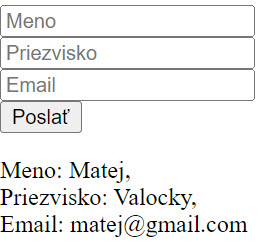 Meno
Priezvisko
Email
Poslať
Meno: Matej,
Priezvisko: Valocky,
Email: matej@gmail.com